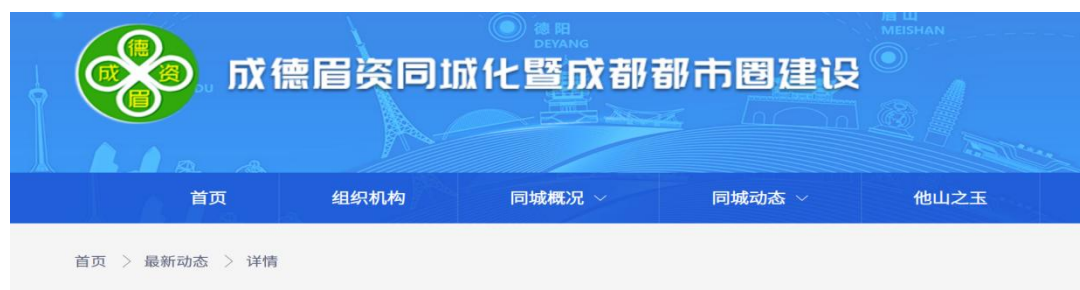 德阳
DEYANG
眉山
MEISHAN
德
成 资
眉
成德眉资同城化暨成都都市圈建设
首页 组织机构 同城概况 同城动态 他山之玉
首页 > 最新动态 > 详情